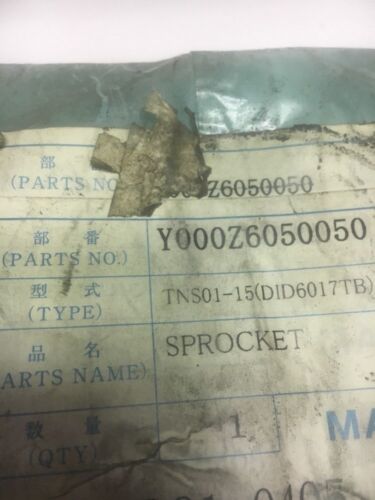 部
(PARTS NO
Z6050050
部番 Y000Z6050050
(PARTS NO.)
型式 TNS01-15(DID6017TB)
(TYPE)
品名 SPROCKET
ARTS NAME)
数量 1 MA
(QTY)